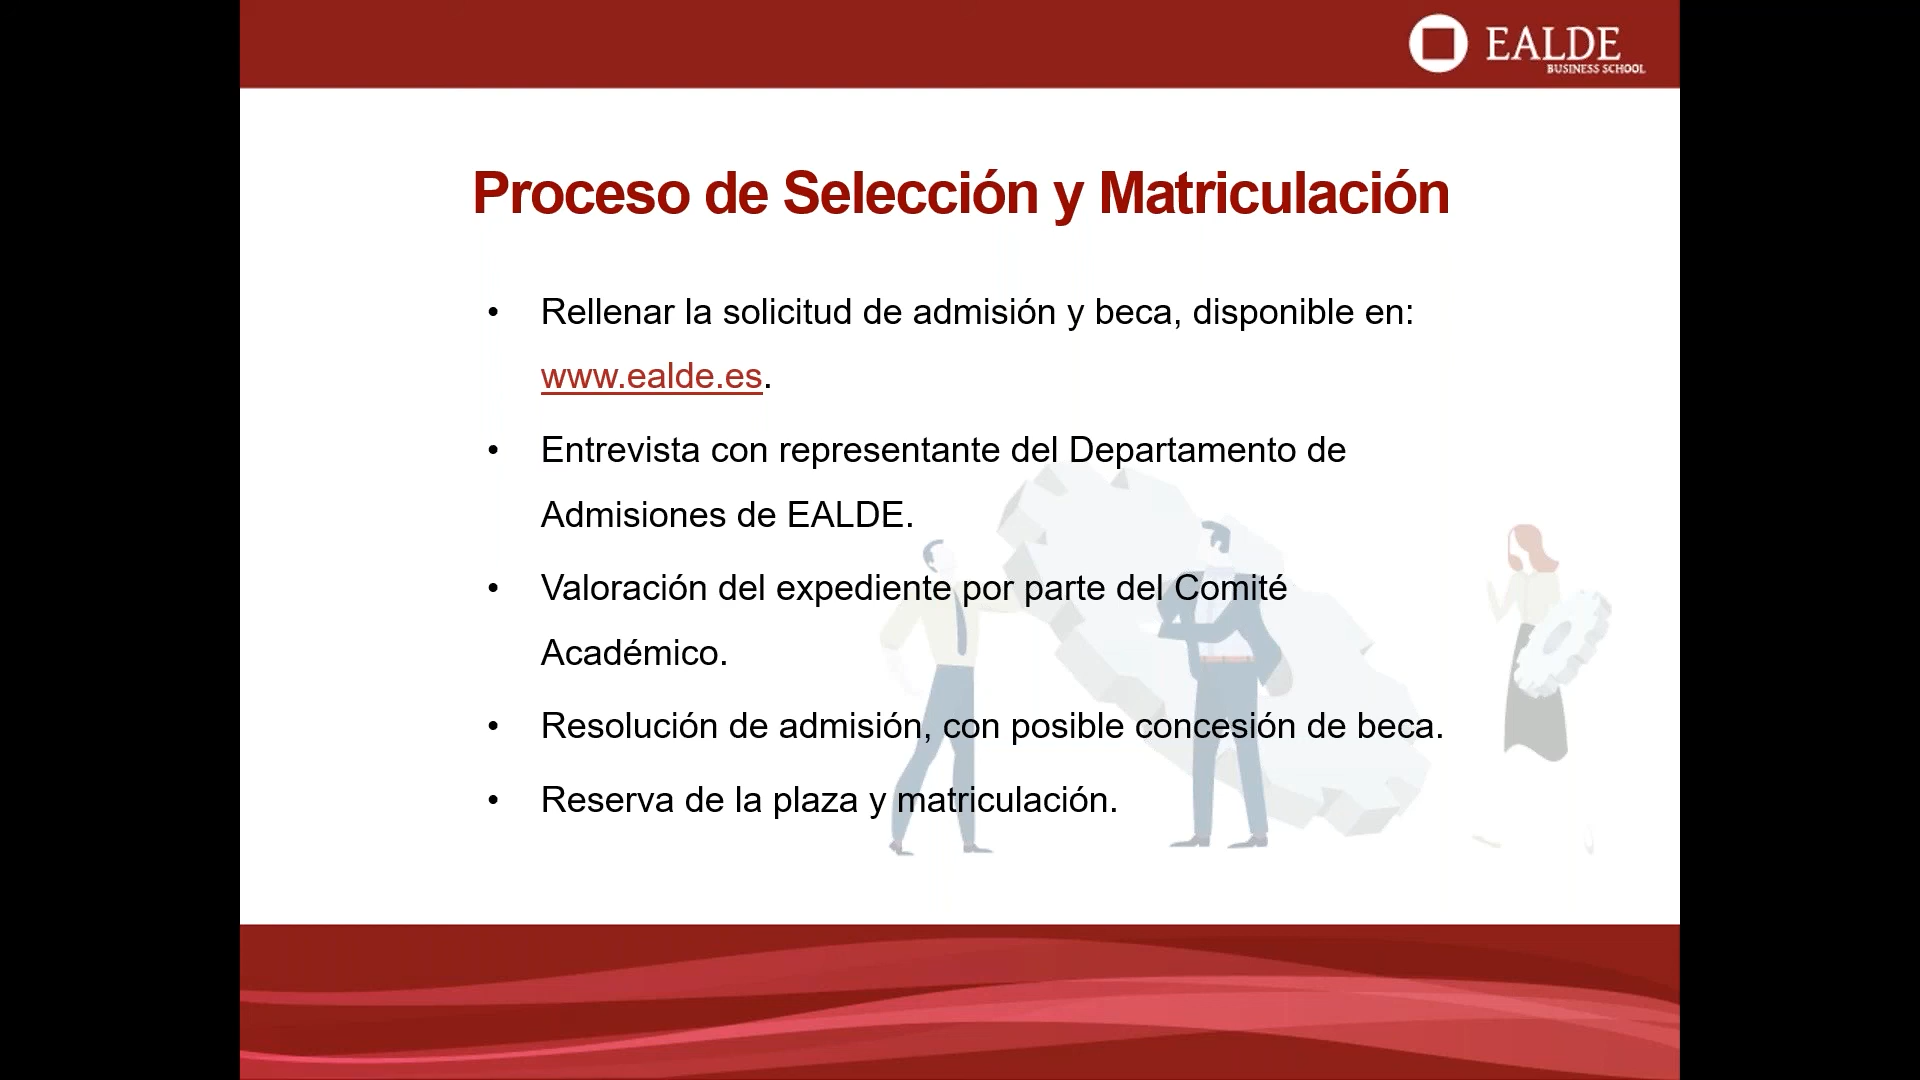 EALDE
BUSINESS SCHOOL
Proceso de Selección y Matriculación
• Rellenar la solicitud de admisión y beca, disponible en:
www.ealde.es.
• Entrevista con representante del Departamento de
Admisiones de EALDE.
• Valoración del expediente por parte del Comité
Académico.
• Resolución de admisión, con posible concesión de beca.
• Reserva de la plaza y matriculación.